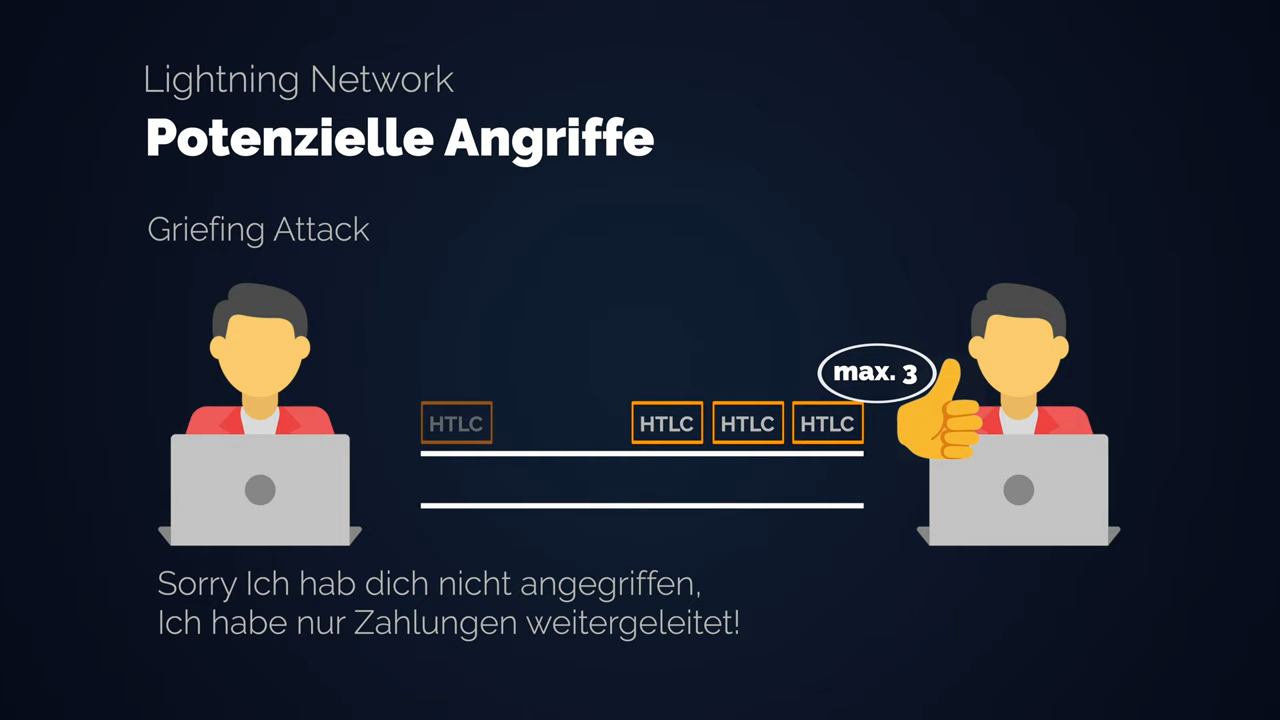 Lightning Network
Potenzielle Angriffe
Griefing Attack
max. 3
HTLC HTLC HTLC HTLC
Sorry Ich hab dich nicht angegriffen,
Ich habe nur Zahlungen weitergeleitet!